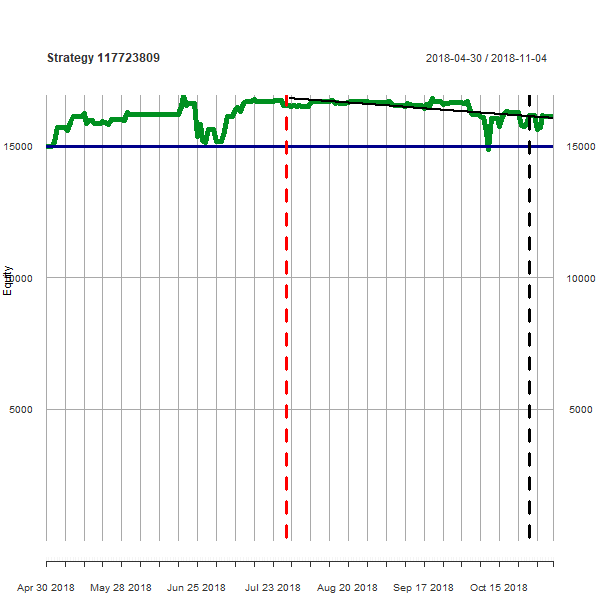 Strategy 117723809
2018-04-30 / 2018-11-04
15000
15000
Equity
10000
10000
5000
5000
Apr 30 2018
May 28 2018
Jun 25 2018
Jul 23 2018
Aug 20 2018
Sep 17 2018
Oct 15 2018